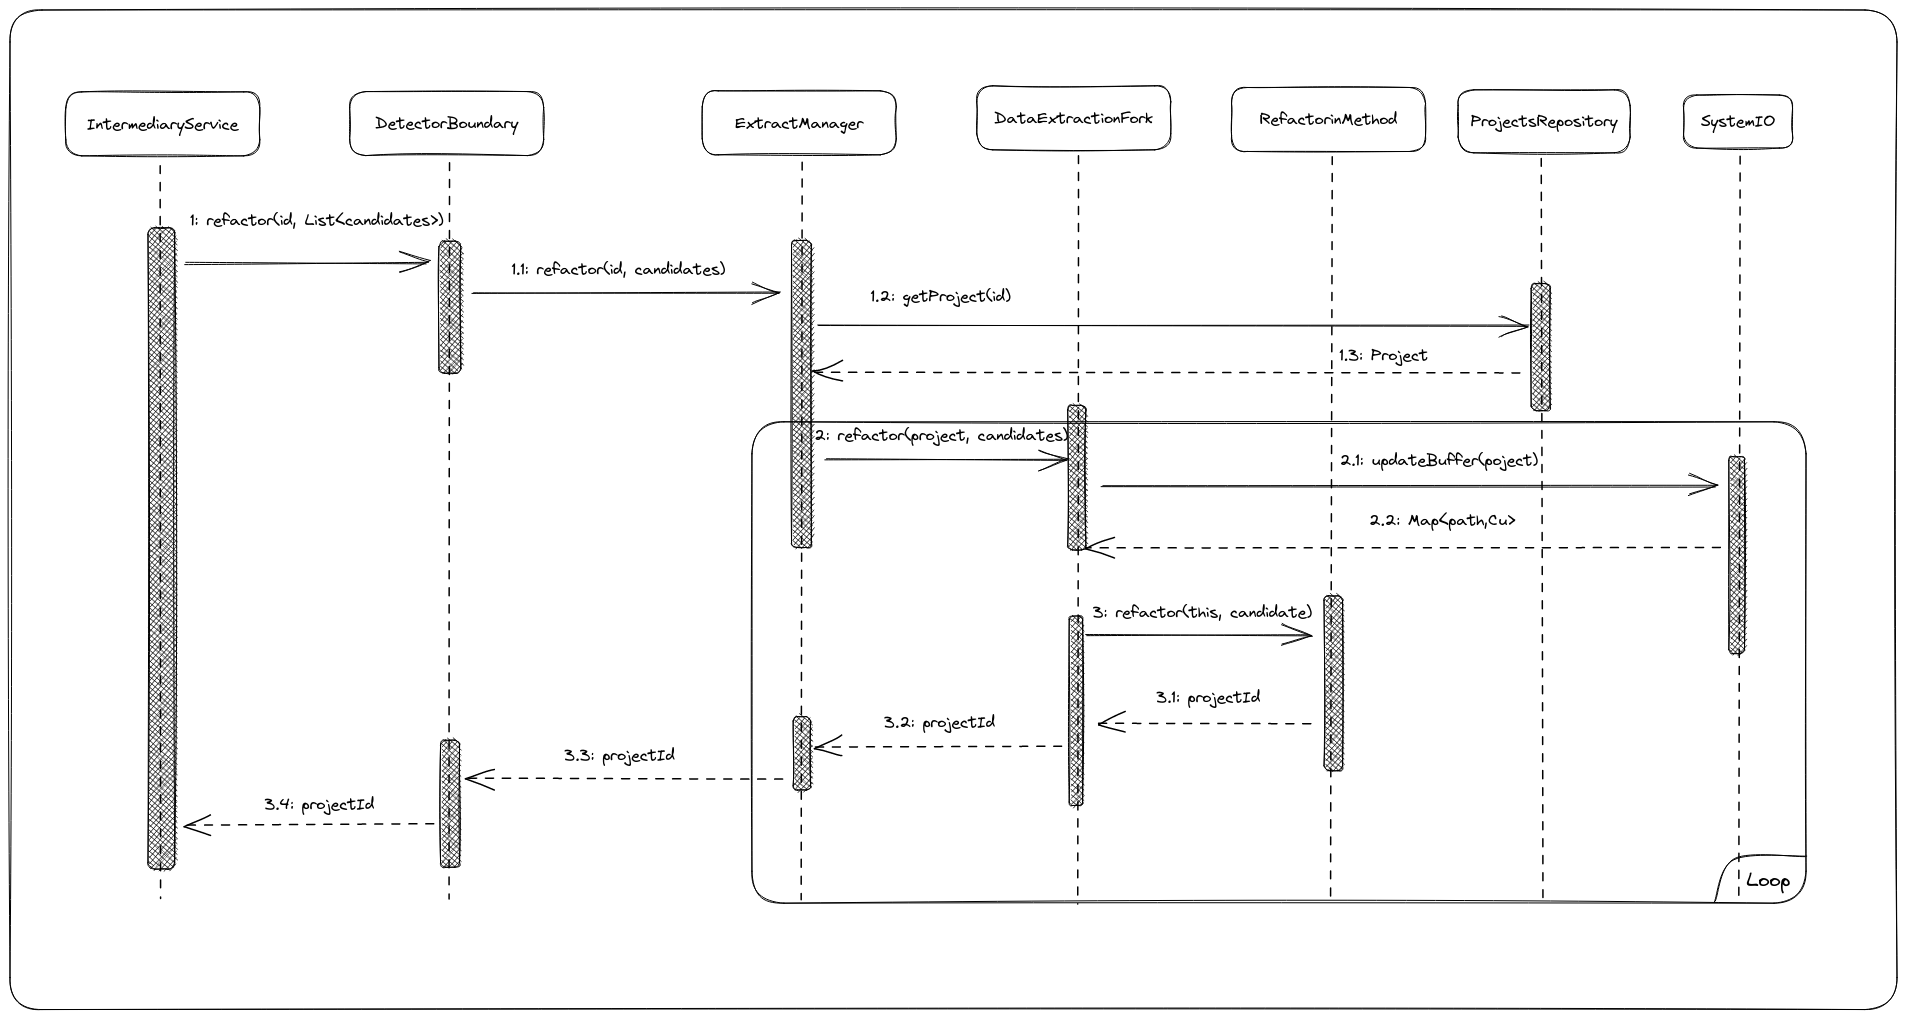 IntermediaryService
DetectorBoundary
ExtractManager
DataExtractionFork
RefactorinMethod
ProjectsRepository
SystemIO
1: refactor(id, List<candidates>)
1.1: refactor(id, candidates)
1.2: getProject(id)
1.3: Project
2: refactor(project, candidates)
2.1: updateBuffer(poject)
2.2: Map<path,Cu>
3: refactor(this, candidate)
3.1: projectId
3.2: projectId
3.3: projectId
3.4: projectId
Loop